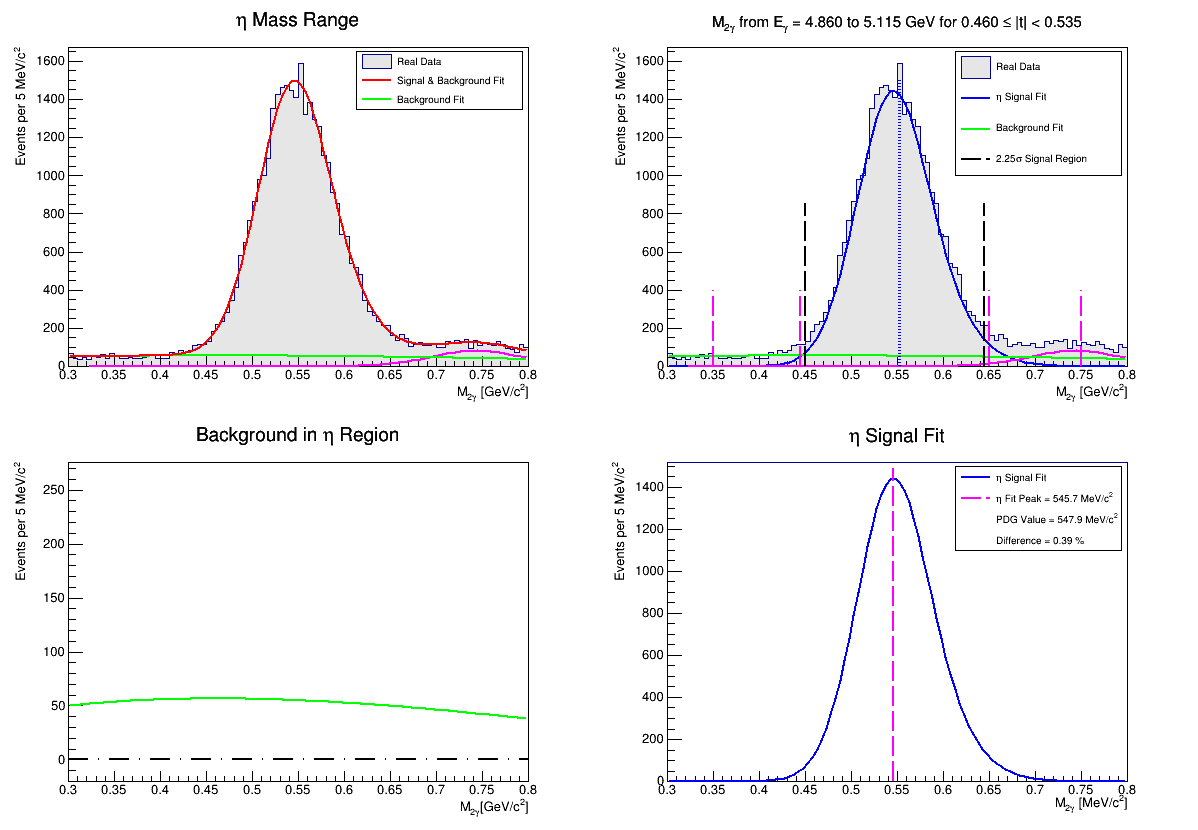 η Mass Range
Events per 5 MeV/c²
1600
1400
1200
1000
800
600
400
200
0
0.3 0.35 0.4 0.45 0.5 0.55 0.6 0.65 0.7 0.75 0.8
M₂γ [GeV/c²]
Real Data
Signal & Background Fit
Background Fit
M₂γ from Eγ = 4.860 to 5.115 GeV for 0.460 ≤ |t| < 0.535
Events per 5 MeV/c²
1600
1400
1200
1000
800
600
400
200
0
0.3 0.35 0.4 0.45 0.5 0.55 0.6 0.65 0.7 0.75 0.8
M₂γ [GeV/c²]
Real Data
η Signal Fit
Background Fit
2.25σ Signal Region
Background in η Region
Events per 5 MeV/c²
250
200
150
100
50
0
0.3 0.35 0.4 0.45 0.5 0.55 0.6 0.65 0.7 0.75 0.8
M₂γ[GeV/c²]
η Signal Fit
Events per 5 MeV/c²
1400
1200
1000
800
600
400
200
0
0.3 0.35 0.4 0.45 0.5 0.55 0.6 0.65 0.7 0.75 0.8
M₂γ [MeV/c²]
η Signal Fit
η Fit Peak = 545.7 MeV/c²
PDG Value = 547.9 MeV/c²
Difference = 0.39 %